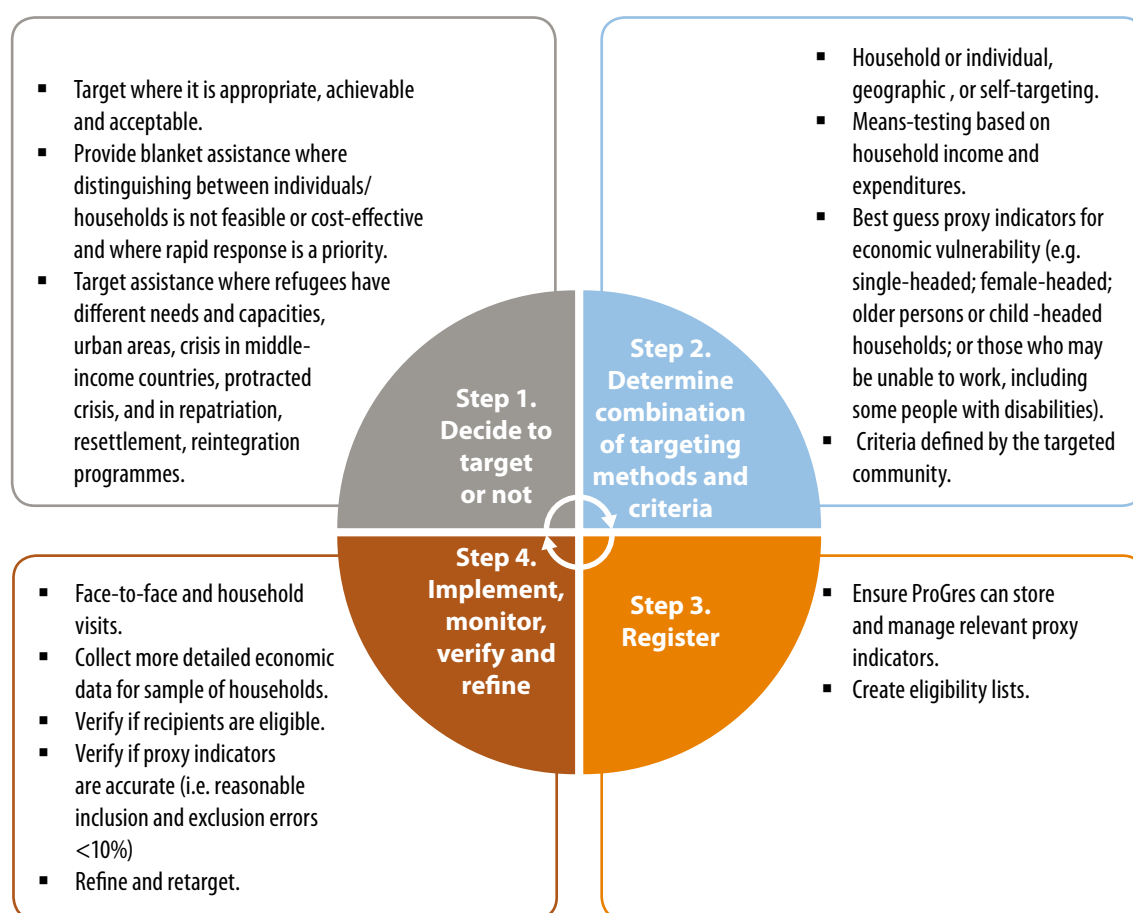 ▪ Target where it is appropriate, achievable
and acceptable.
▪ Provide blanket assistance where
distinguishing between individuals/
households is not feasible or cost-effective
and where rapid response is a priority.
▪ Target assistance where refugees have
different needs and capacities,
urban areas, crisis in middle-
income countries, protracted
crisis, and in repatriation,
resettlement, reintegration
programmes.
Step 1.
Decide to
target
or not
▪ Household or individual,
geographic , or self-targeting.
▪ Means-testing based on
household income and
expenditures.
▪ Best guess proxy indicators for
economic vulnerability (e.g.
single-headed; female-headed;
older persons or child -headed
households; or those who may
be unable to work, including
some people with disabilities).
▪ Criteria defined by the targeted
community.
Step 2.
Determine
combination
of targeting
methods and
criteria
Step 3.
Register
▪ Ensure ProGres can store
and manage relevant proxy
indicators.
▪ Create eligibility lists.
Step 4.
Implement,
monitor,
verify and
refine
▪ Face-to-face and household
visits.
▪ Collect more detailed economic
data for sample of households.
▪ Verify if recipients are eligible.
▪ Verify if proxy indicators
are accurate (i.e. reasonable
inclusion and exclusion errors
<10%)
▪ Refine and retarget.